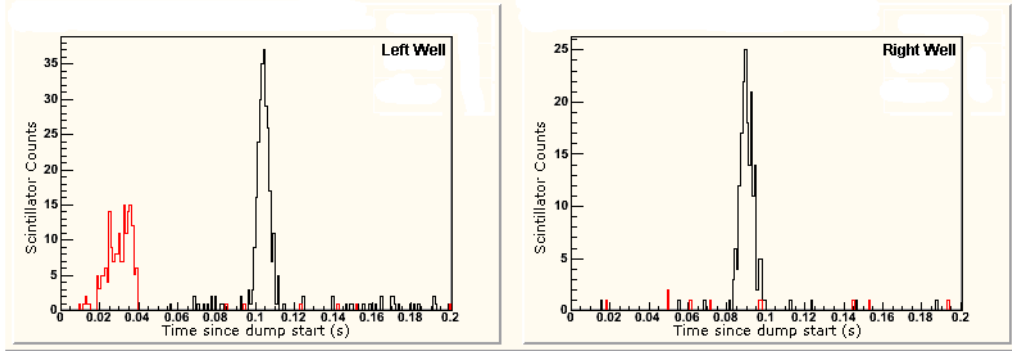 Left Well
Scintillator Counts
35
30
25
20
15
10
5
0
0 0.02 0.04 0.06 0.08 0.1 0.12 0.14 0.16 0.18 0.2
Time since dump start (s)
Right Well
Scintillator Counts
25
20
15
10
5
0
0 0.02 0.04 0.06 0.08 0.1 0.12 0.14 0.16 0.18 0.2
Time since dump start (s)